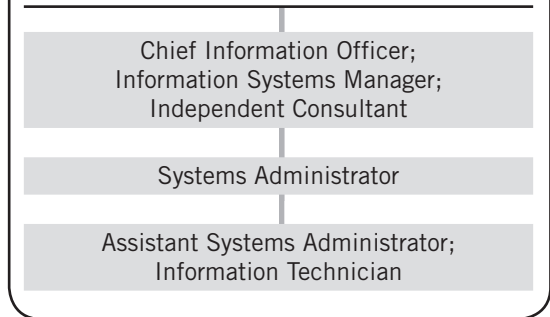 Chief Information Officer;
Information Systems Manager;
Independent Consultant
Systems Administrator
Assistant Systems Administrator;
Information Technician